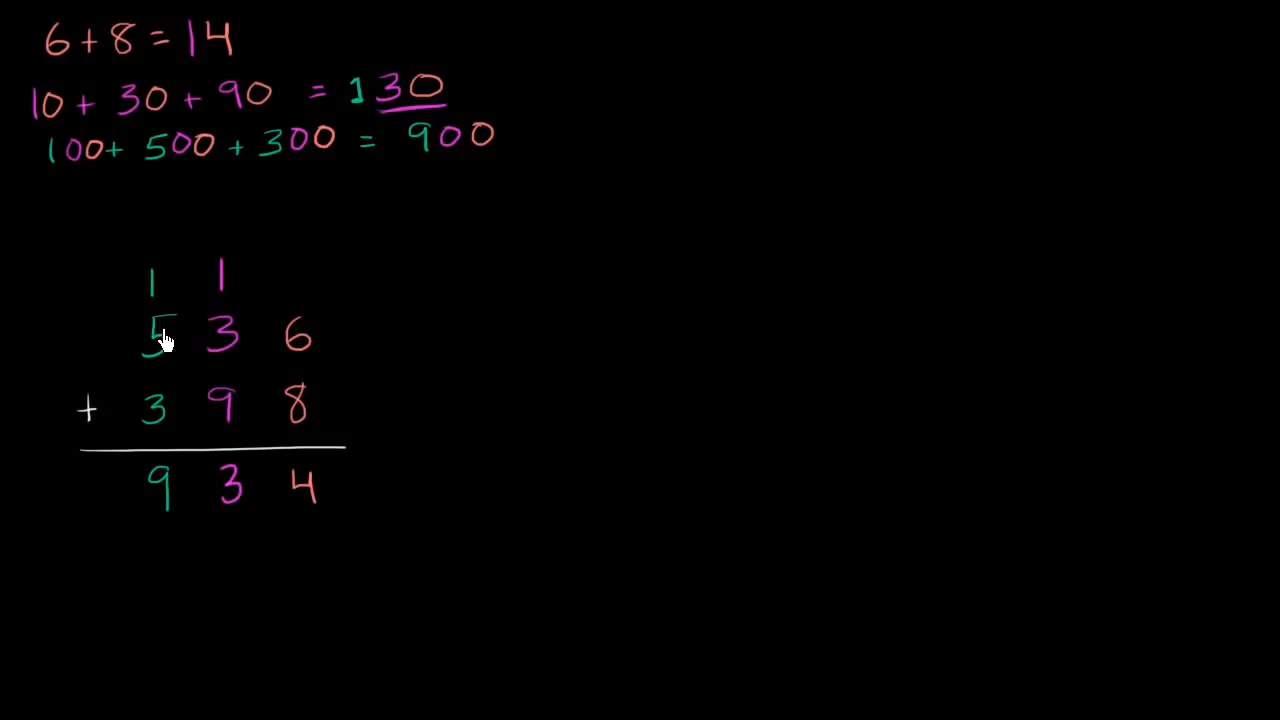 6+8=14
10 + 30 + 90 = 130
100+ 500 + 300 = 900
1 1
5 3 6
+ 3 9 8
9 3 4